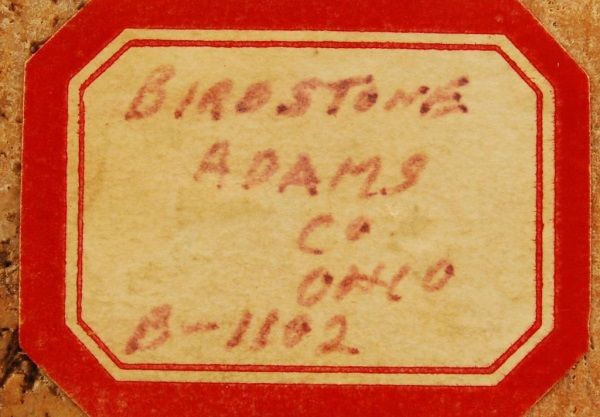 BIRDSTONE
ADAMS
CO
OHIO
B-1102